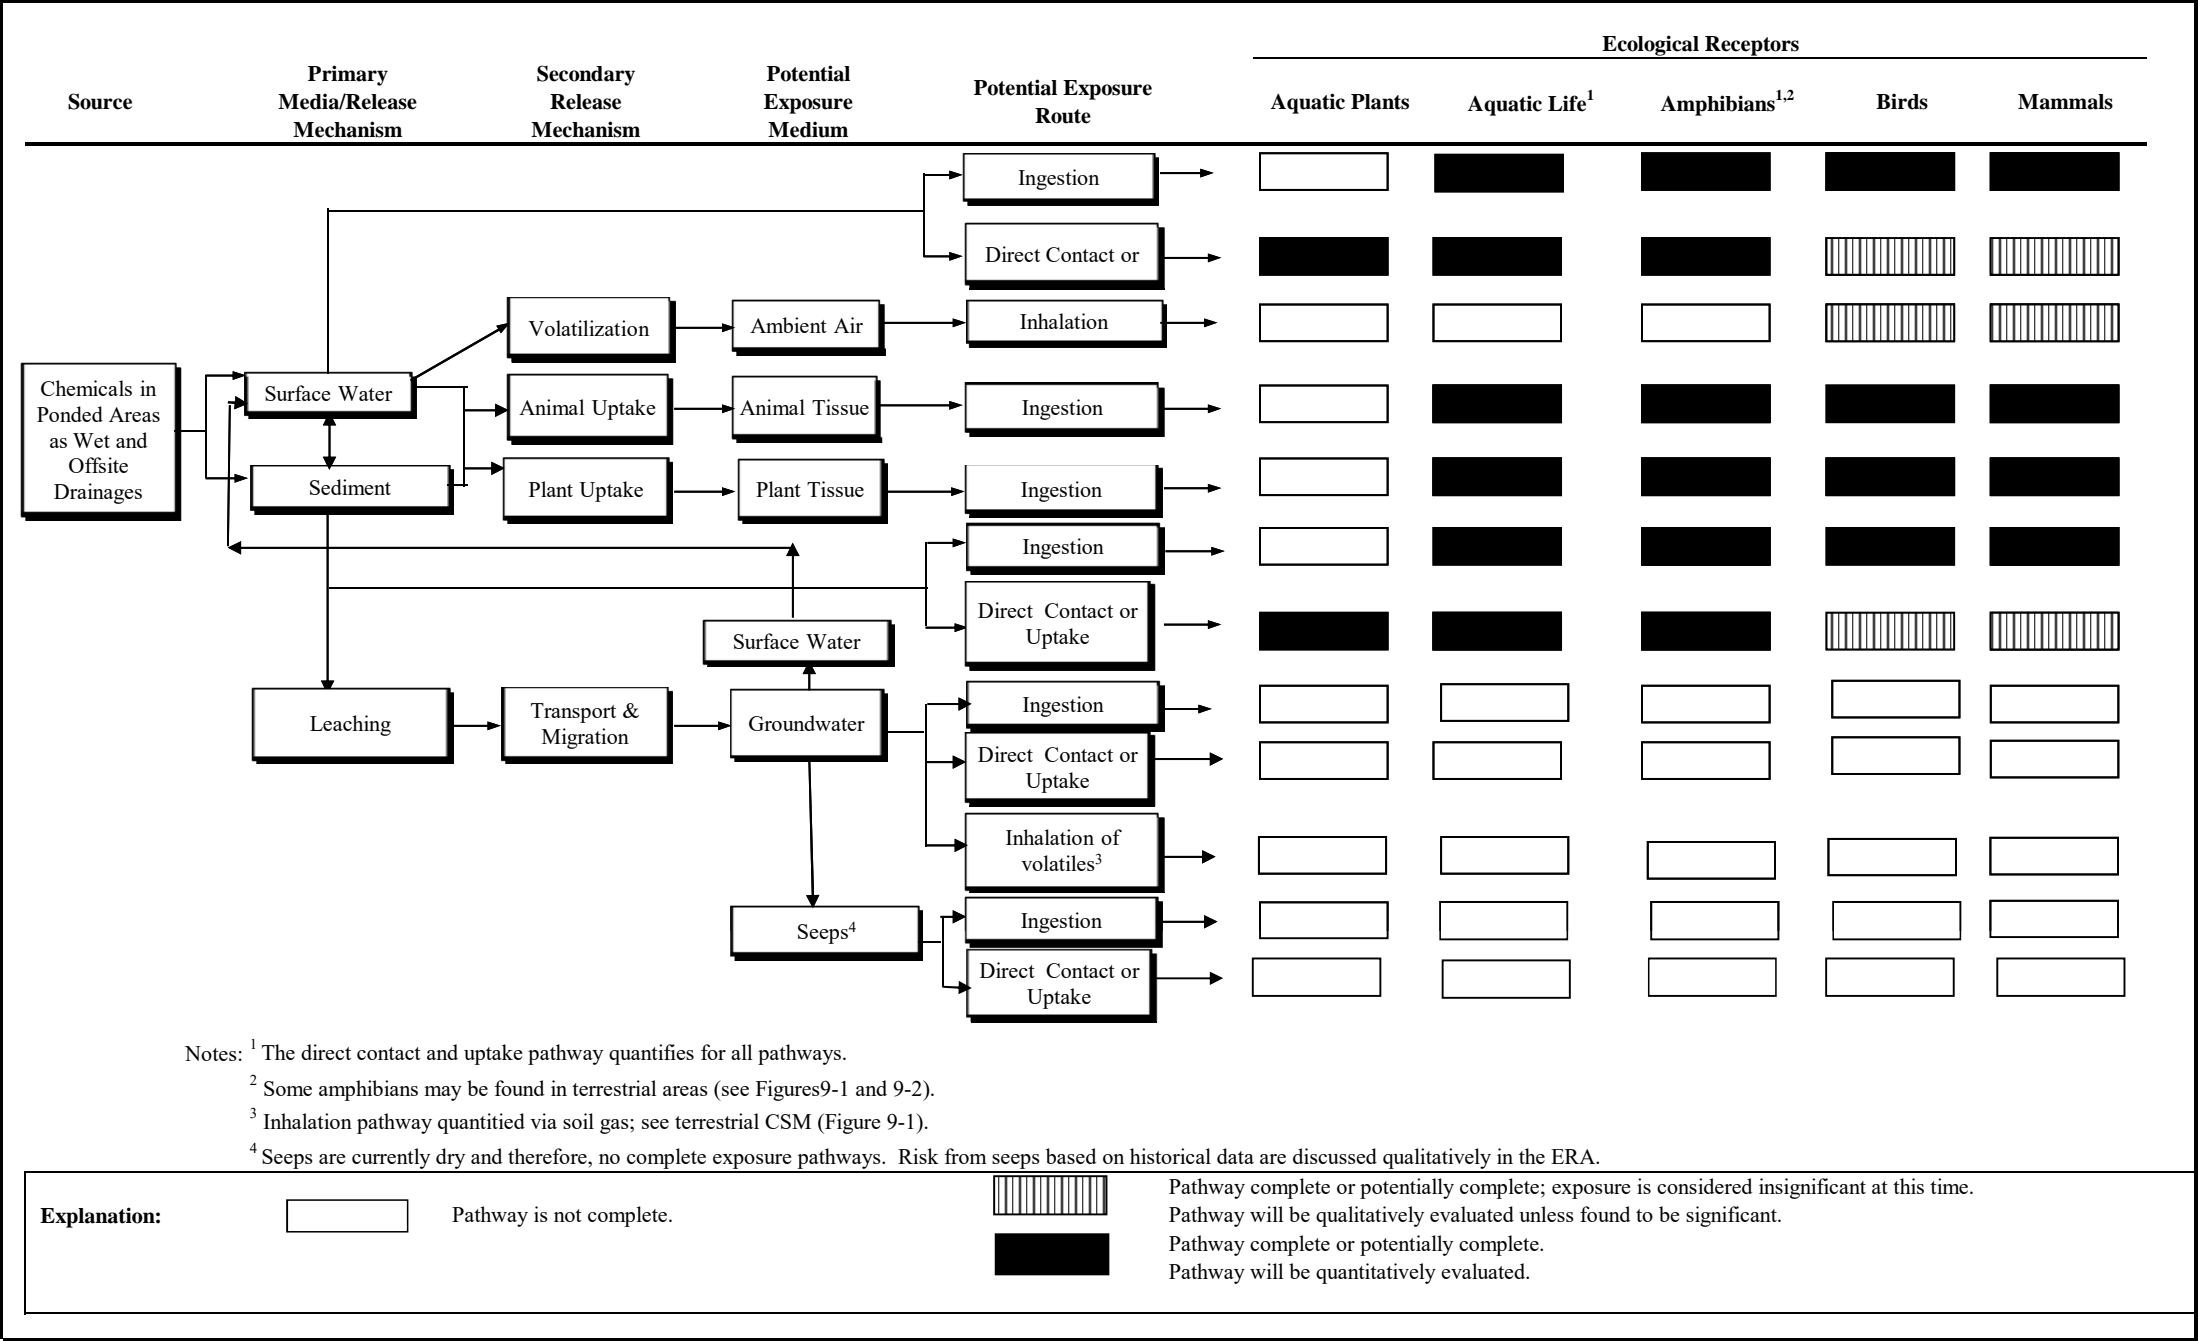 Ecological Receptors
Source
Primary
Media/Release
Mechanism
Secondary
Release
Mechanism
Potential
Exposure
Medium
Potential Exposure
Route
Aquatic Plants
Aquatic Life1
Amphibians1,2
Birds
Mammals
Ingestion
Direct Contact or
Volatilization
Ambient Air
Inhalation
Chemicals in
Ponded Areas
as Wet and
Offsite
Drainages
Surface Water
Animal Uptake
Animal Tissue
Ingestion
Sediment
Plant Uptake
Plant Tissue
Ingestion
Ingestion
Direct Contact or
Uptake
Surface Water
Leaching
Transport &
Migration
Groundwater
Ingestion
Direct Contact or
Uptake
Inhalation of
volatiles3
Seeps4
Ingestion
Direct Contact or
Uptake
Notes: 1 The direct contact and uptake pathway quantifies for all pathways.
2 Some amphibians may be found in terrestrial areas (see Figures9-1 and 9-2).
3 Inhalation pathway quantitied via soil gas; see terrestrial CSM (Figure 9-1).
4 Seeps are currently dry and therefore, no complete exposure pathways. Risk from seeps based on historical data are discussed qualitatively in the ERA.
Explanation:
Pathway is not complete.
Pathway complete or potentially complete; exposure is considered insignificant at this time.
Pathway will be qualitatively evaluated unless found to be significant.
Pathway complete or potentially complete.
Pathway will be quantitatively evaluated.